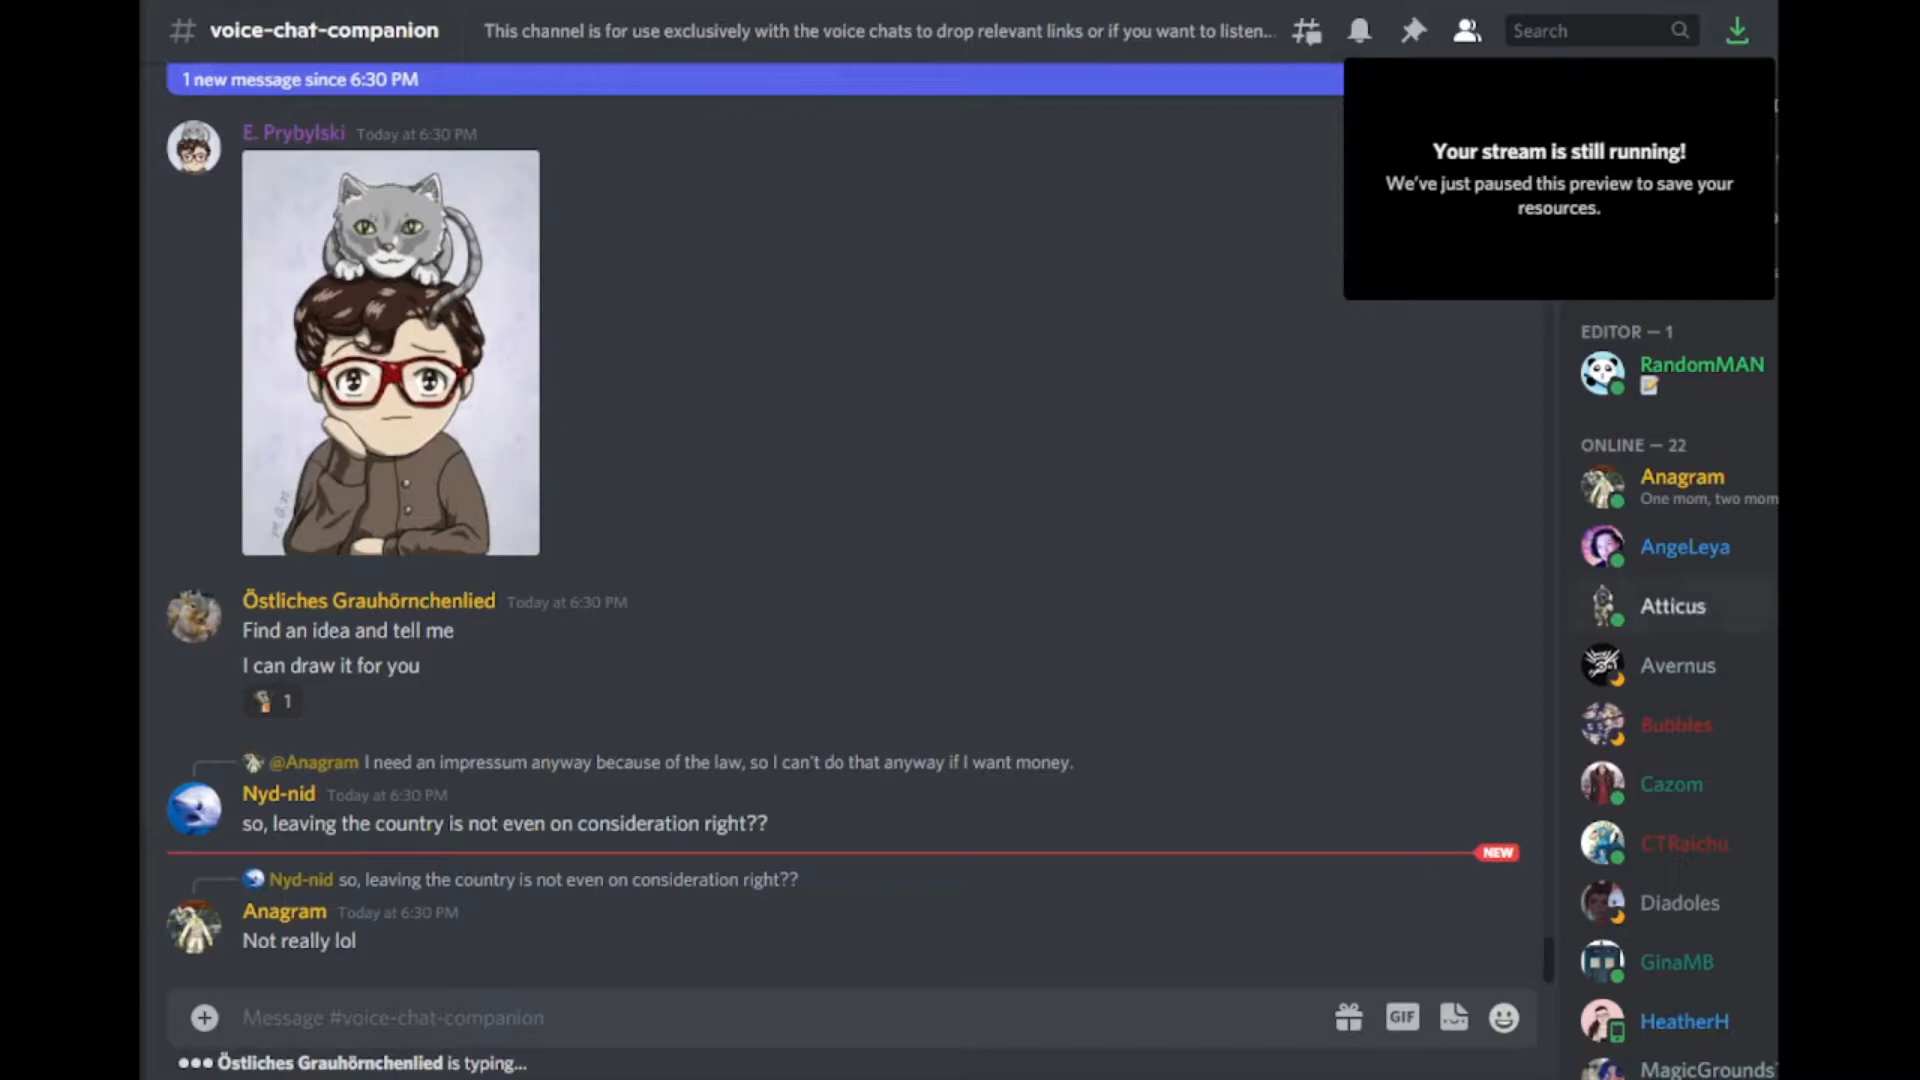 voice-chat-companion
This channel is for use exclusively with the voice chats to drop relevant links or if you want to listen...
Search
1 new message since 6:30 PM
Your stream is still running!
We've just paused this preview to save your
resources.
E. Prybylski Today at 6:30 PM
Östliches Grauhörnchenlied Today at 6:30 PM
Find an idea and tell me
I can draw it for you
1
@Anagram I need an impressum anyway because of the law, so I can't do that anyway if I want money.
Nyd-nid Today at 6:30 PM
so, leaving the country is not even on consideration right??
NEW
Nyd-nid so, leaving the country is not even on consideration right??
Anagram Today at 6:30 PM
Not really lol
Message #voice-chat-companion
GIF
Östliches Grauhörnchenlied is typing...
EDITOR — 1
RandomMAN
ONLINE — 22
Anagram
One mom, two mom
AngeLeya
Atticus
Avernus
Bubbles
Cazom
CTRaichu
Diadoles
GinaMB
HeatherH
MagicGrounds